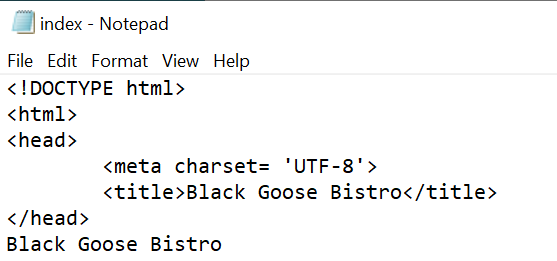 index - Notepad
File Edit Format View Help
<!DOCTYPE html>
<html>
<head>
<meta charset= 'UTF-8'>
<title>Black Goose Bistro</title>
</head>
Black Goose Bistro